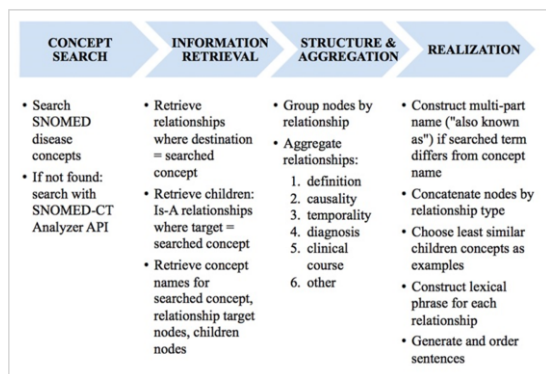 CONCEPT
SEARCH
• Search
SNOMED
disease
concepts
• If not found:
search with
SNOMED-CT
Analyzer API
INFORMATION
RETRIEVAL
• Retrieve
relationships
where destination
= searched
concept
• Retrieve children:
Is-A relationships
where target =
searched concept
• Retrieve concept
names for
searched concept,
relationship target
nodes, children
nodes
STRUCTURE &
AGGREGATION
• Group nodes by
relationship
• Aggregate
relationships:
1. definition
2. causality
3. temporality
4. diagnosis
5. clinical
course
6. other
REALIZATION
• Construct multi-part
name ("also known
as") if searched term
differs from concept
name
• Concatenate nodes by
relationship type
• Choose least similar
children concepts as
examples
• Construct lexical
phrase for each
relationship
• Generate and order
sentences